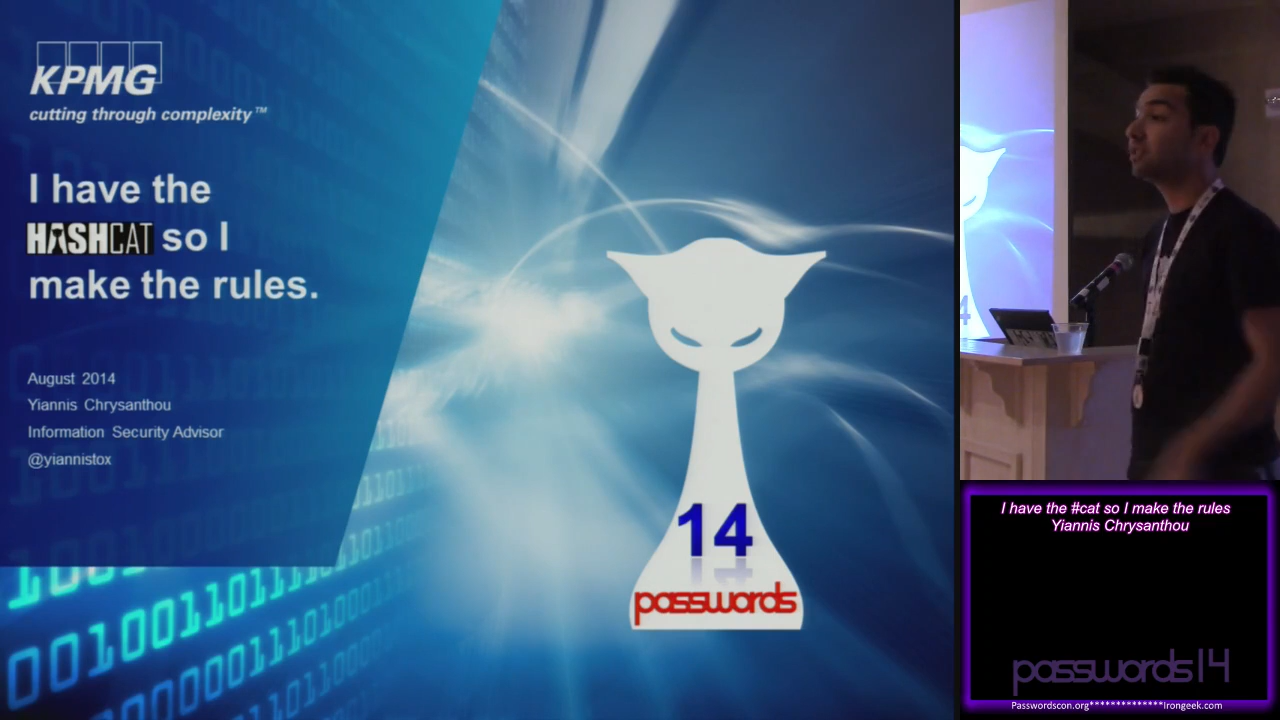 KPMG
cutting through complexity™
I have the
HASHCAT so I
make the rules.
August 2014
Yiannis Chrysanthou
Information Security Advisor
@yiannistox
14
passwords
4
I have the #cat so I make the rules
Yiannis Chrysanthou
passwords14
Passwordscon.org**************Irongeek.com